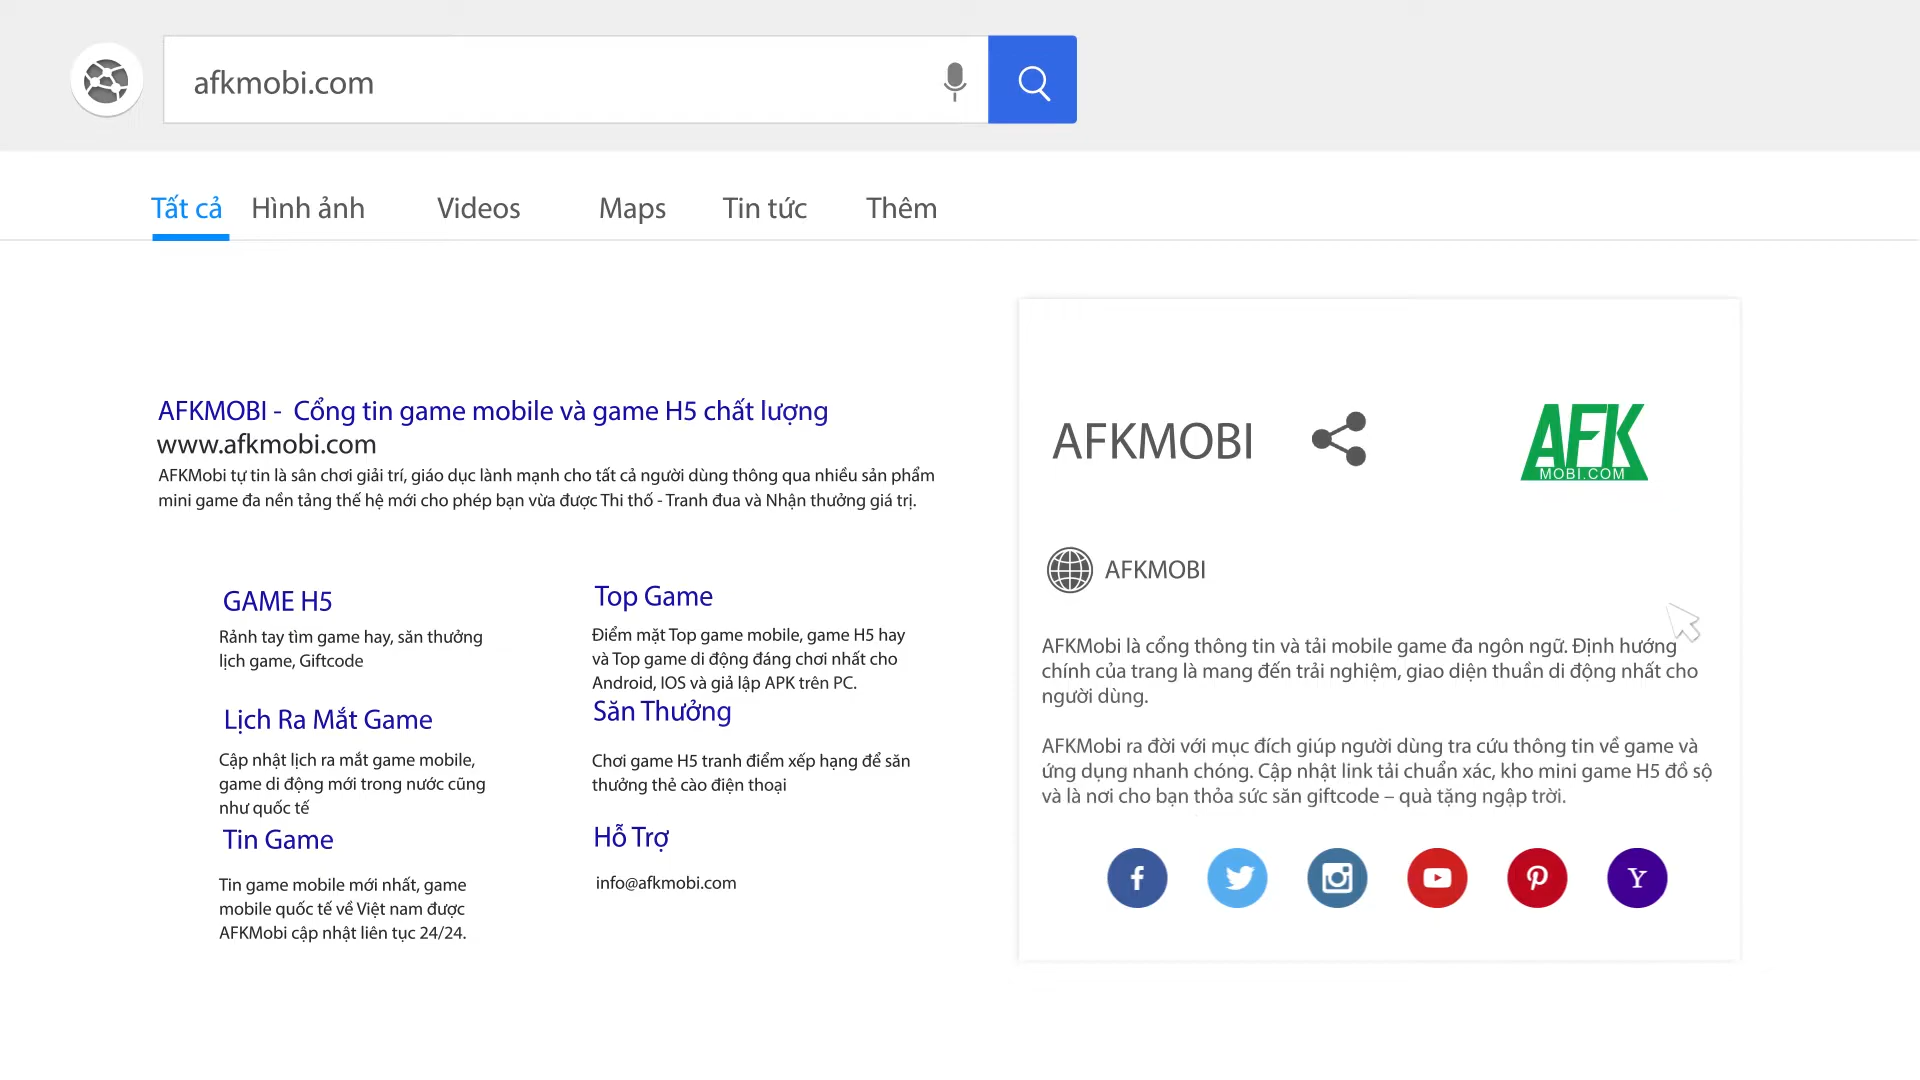 afkmobi.com
Tất cả Hình ảnh Videos Maps Tin tức Thêm
AFKMOBI - Cổng tin game mobile và game H5 chất lượng
www.afkmobi.com
AFKMobi tự tin là sân chơi giải trí, giáo dục lành mạnh cho tất cả người dùng thông qua nhiều sản phẩm
mini game đa nền tảng thế hệ mới cho phép bạn vừa được Thi thố - Tranh đua và Nhận thưởng giá trị.
GAME H5
Rảnh tay tìm game hay, săn thưởng
lịch game, Giftcode
Lịch Ra Mắt Game
Cập nhật lịch ra mắt game mobile,
game di động mới trong nước cũng
như quốc tế
Tin Game
Tin game mobile mới nhất, game
mobile quốc tế về Việt nam được
AFKMobi cập nhật liên tục 24/24.
Top Game
Điểm mặt Top game mobile, game H5 hay
và Top game di động đáng chơi nhất cho
Android, IOS và giả lập APK trên PC.
Săn Thưởng
Chơi game H5 tranh điểm xếp hạng để săn
thưởng thẻ cào điện thoại
Hỗ Trợ
info@afkmobi.com
AFKMOBI
AFK
MOBI.COM
AFKMOBI
AFKMobi là cổng thông tin và tải mobile game đa ngôn ngữ. Định hướng
chính của trang là mang đến trải nghiệm, giao diện thuần di động nhất cho
người dùng.
AFKMobi ra đời với mục đích giúp người dùng tra cứu thông tin về game và
ứng dụng nhanh chóng. Cập nhật link tải chuẩn xác, kho mini game H5 đồ sộ
và là nơi cho bạn thỏa sức săn giftcode – quà tặng ngập trời.